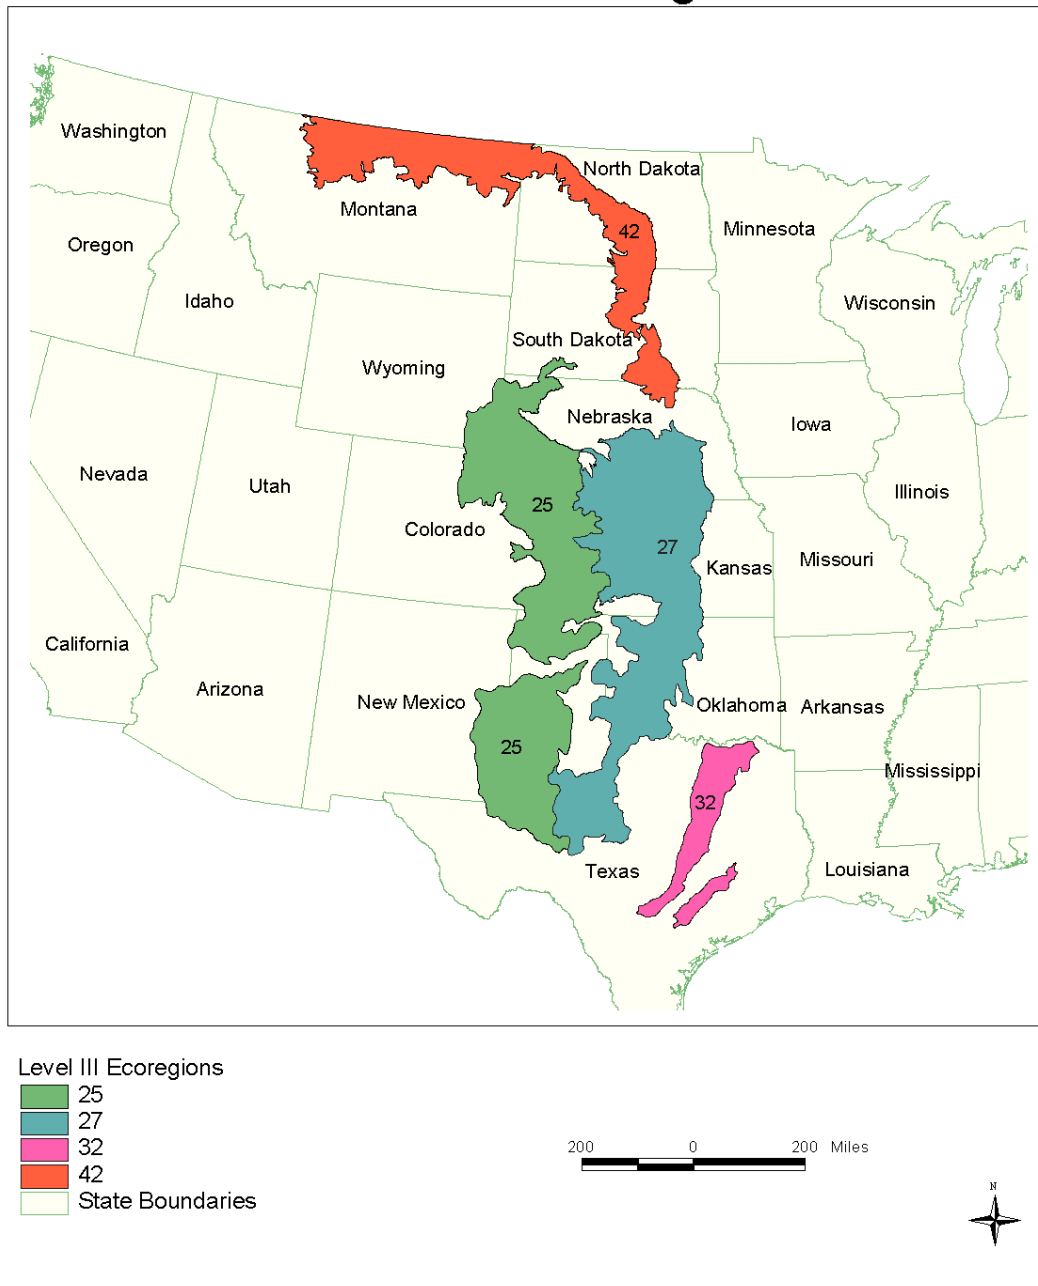 Washington
North Dakota
Montana
Minnesota
42
Oregon
Idaho
Wisconsin
South Dakota
Wyoming
Nebraska
Iowa
Nevada
Utah
Illinois
25
Colorado
27
Missouri
Kansas
California
Arizona
New Mexico
Oklahoma
Arkansas
25
Mississippi
32
Texas
Louisiana
Level III Ecoregions
25
27
32
42
State Boundaries
200 0 200 Miles
N